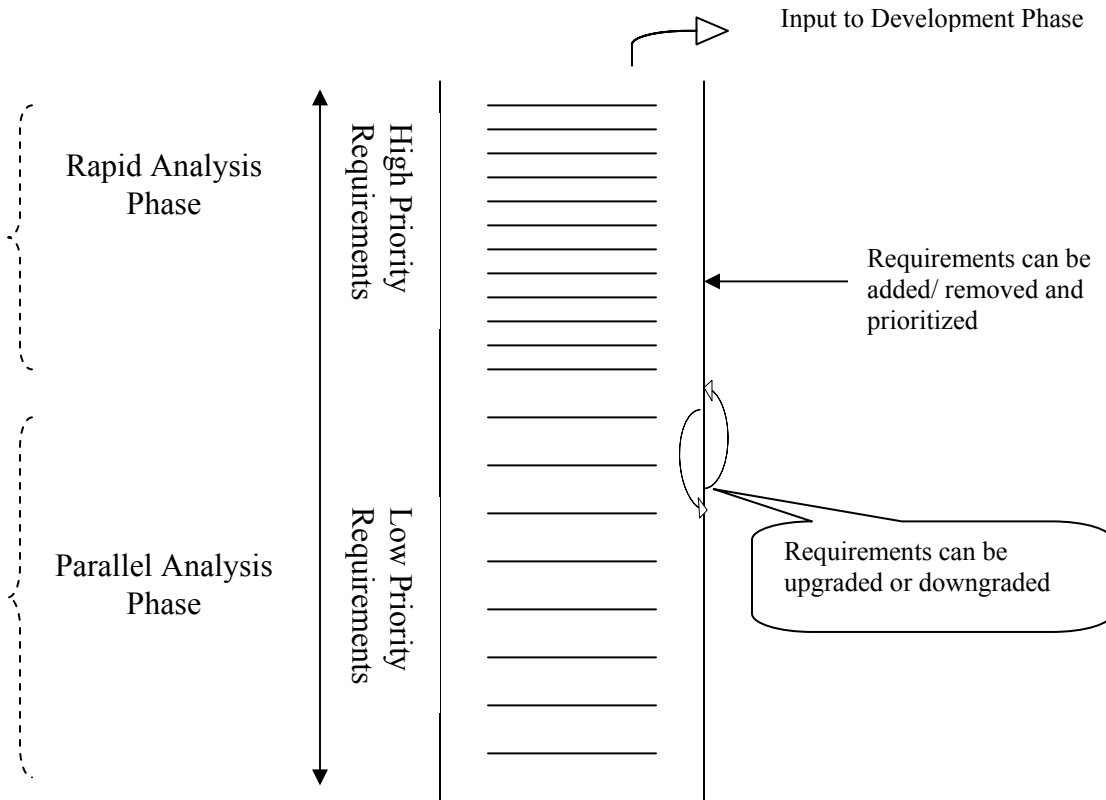 Input to Development Phase
Rapid Analysis
Phase
High Priority
Requirements
Requirements can be
added/ removed and
prioritized
Parallel Analysis
Phase
Low Priority
Requirements
Requirements can be
upgraded or downgraded